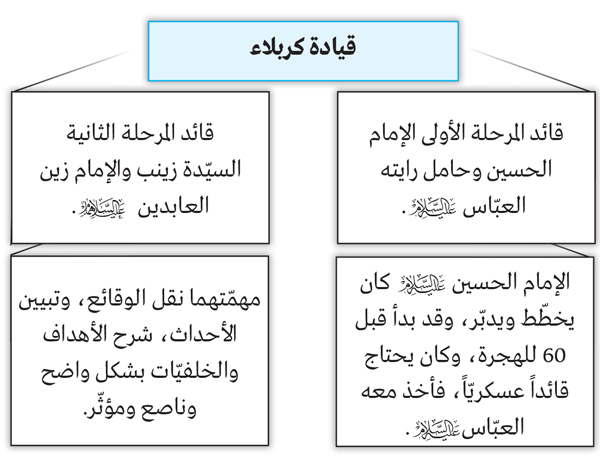 قيادة كربلاء
قائد المرحلة الأولى الإمام
الحسين وحامل رايته
العبّاس عليه السلام .
قائد المرحلة الثانية
السيّدة زينب والإمام زين
العابدين عليهما السلام .
الإمام الحسين عليه السلام كان
يخطّط ويدبّر، وقد بدأ قبل
60 للهجرة، وكان يحتاج
قائداً عسكريّاً، فأخذ معه
العبّاس عليه السلام .
مهمّتهما نقل الوقائع، وتبيين
الأحداث، شرح الأهداف
والخلفيّات بشكل واضح
وناصع ومؤثّر.